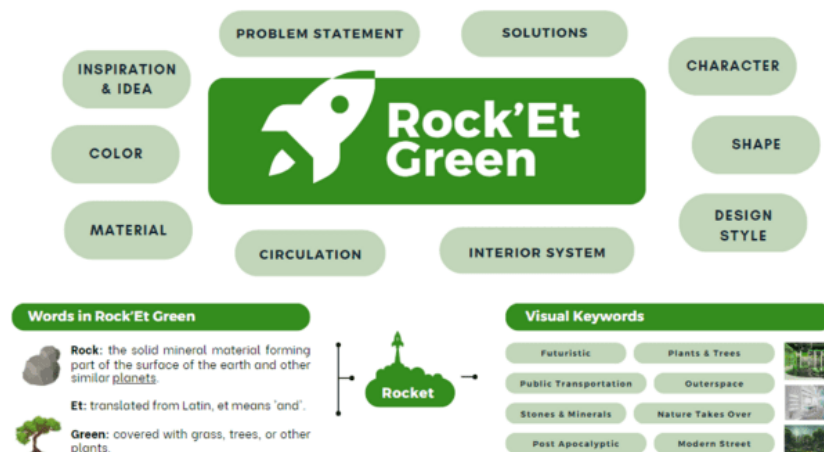 PROBLEM STATEMENT
SOLUTIONS
INSPIRATION
& IDEA
CHARACTER
Rock'Et
Green
COLOR
SHAPE
MATERIAL
DESIGN
STYLE
CIRCULATION
INTERIOR SYSTEM
Words in Rock'Et Green
Rock: the solid mineral material forming
part of the surface of the earth and other
similar planets.
Et: translated from Latin, et means 'and'.
Green: covered with grass, trees, or other
plants.
Rocket
Visual Keywords
Futuristic
Plants & Trees
Public Transportation
Outerspace
Stones & Minerals
Nature Takes Over
Post Apocalyptic
Modern Street